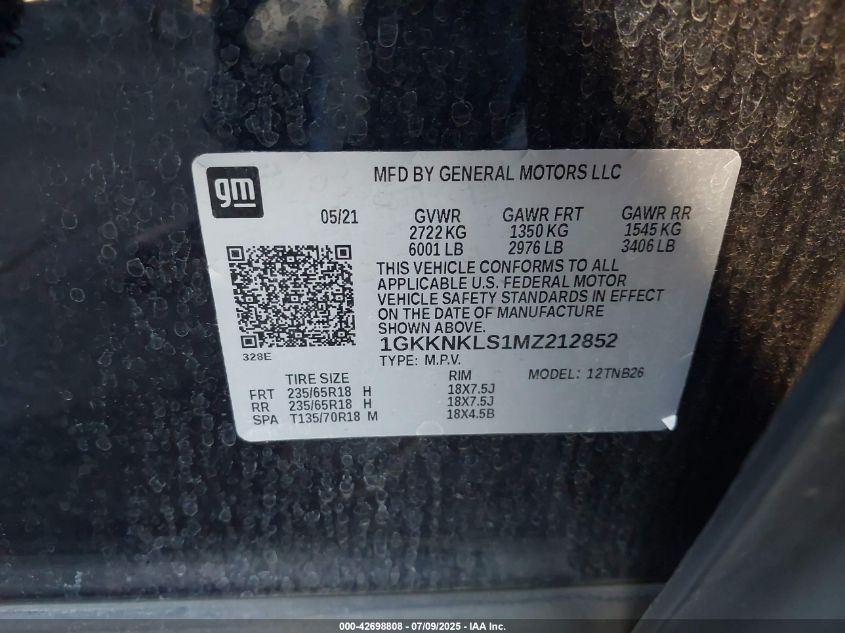 gm
MFD BY GENERAL MOTORS LLC
05/21 GVWR GAWR FRT GAWR RR
2722 KG 1350 KG 1545 KG
6001 LB 2976 LB 3406 LB
THIS VEHICLE CONFORMS TO ALL
APPLICABLE U.S. FEDERAL MOTOR
VEHICLE SAFETY STANDARDS IN EFFECT
ON THE DATE OF MANUFACTURE
SHOWN ABOVE.
1GKKNKLS1MZ212852
328E
TYPE: M.P.V. MODEL: 12TNB26
TIRE SIZE RIM
FRT 235/65R18 H 18X7.5J
RR 235/65R18 H 18X7.5J
SPA T135/70R18 M 18X4.5B
000-42698808 - 07/09/2025 - IAA Inc.